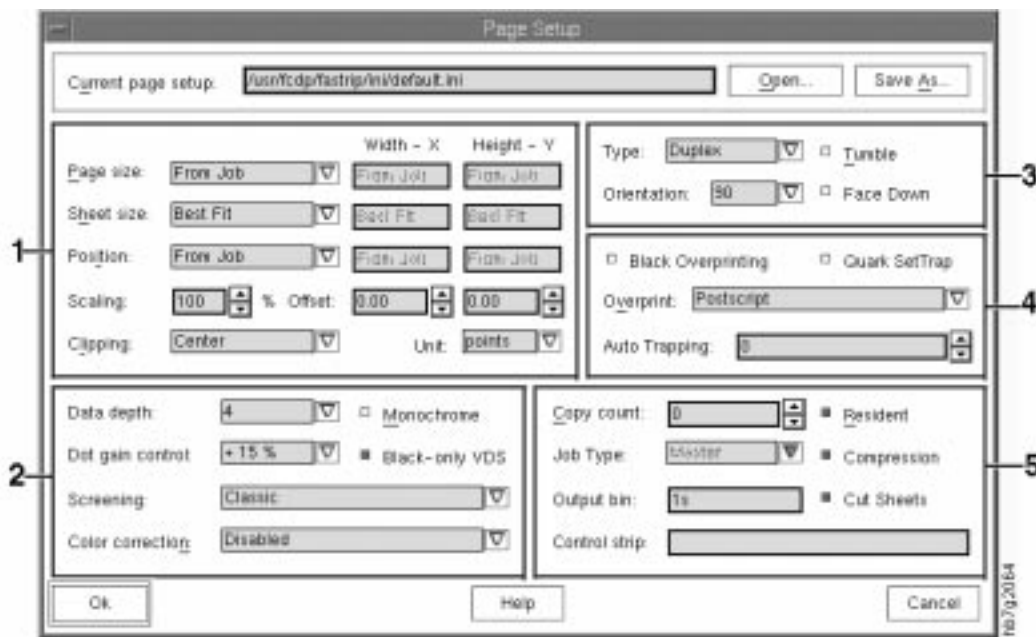 Page Setup
Current page setup: /usr/fcdp/fastrip/ini/default.ini Open... Save As...
Width - X Height - Y
Page size: From Job From Job From Job
Sheet size: Best Fit Best Fit Best Fit
Position: From Job From Job From Job
Scaling: 100 % Offset: 0.00 0.00
Clipping: Center Unit: points
1
Type: Duplex Tumble
Orientation: 90 Face Down
3
Black Overprinting Quark SetTrap
Overprint: Postscript
Auto Trapping: 0
4
Data depth: 4 Monochrome
Dot gain control: + 15 % Black-only VDS
Screening: Classic
Color correction: Disabled
2
Copy count: 0 Resident
Job Type: Master Compression
Output bin: 1s Cut Sheets
Control strip:
5
Ok Help Cancel
hb7g2064